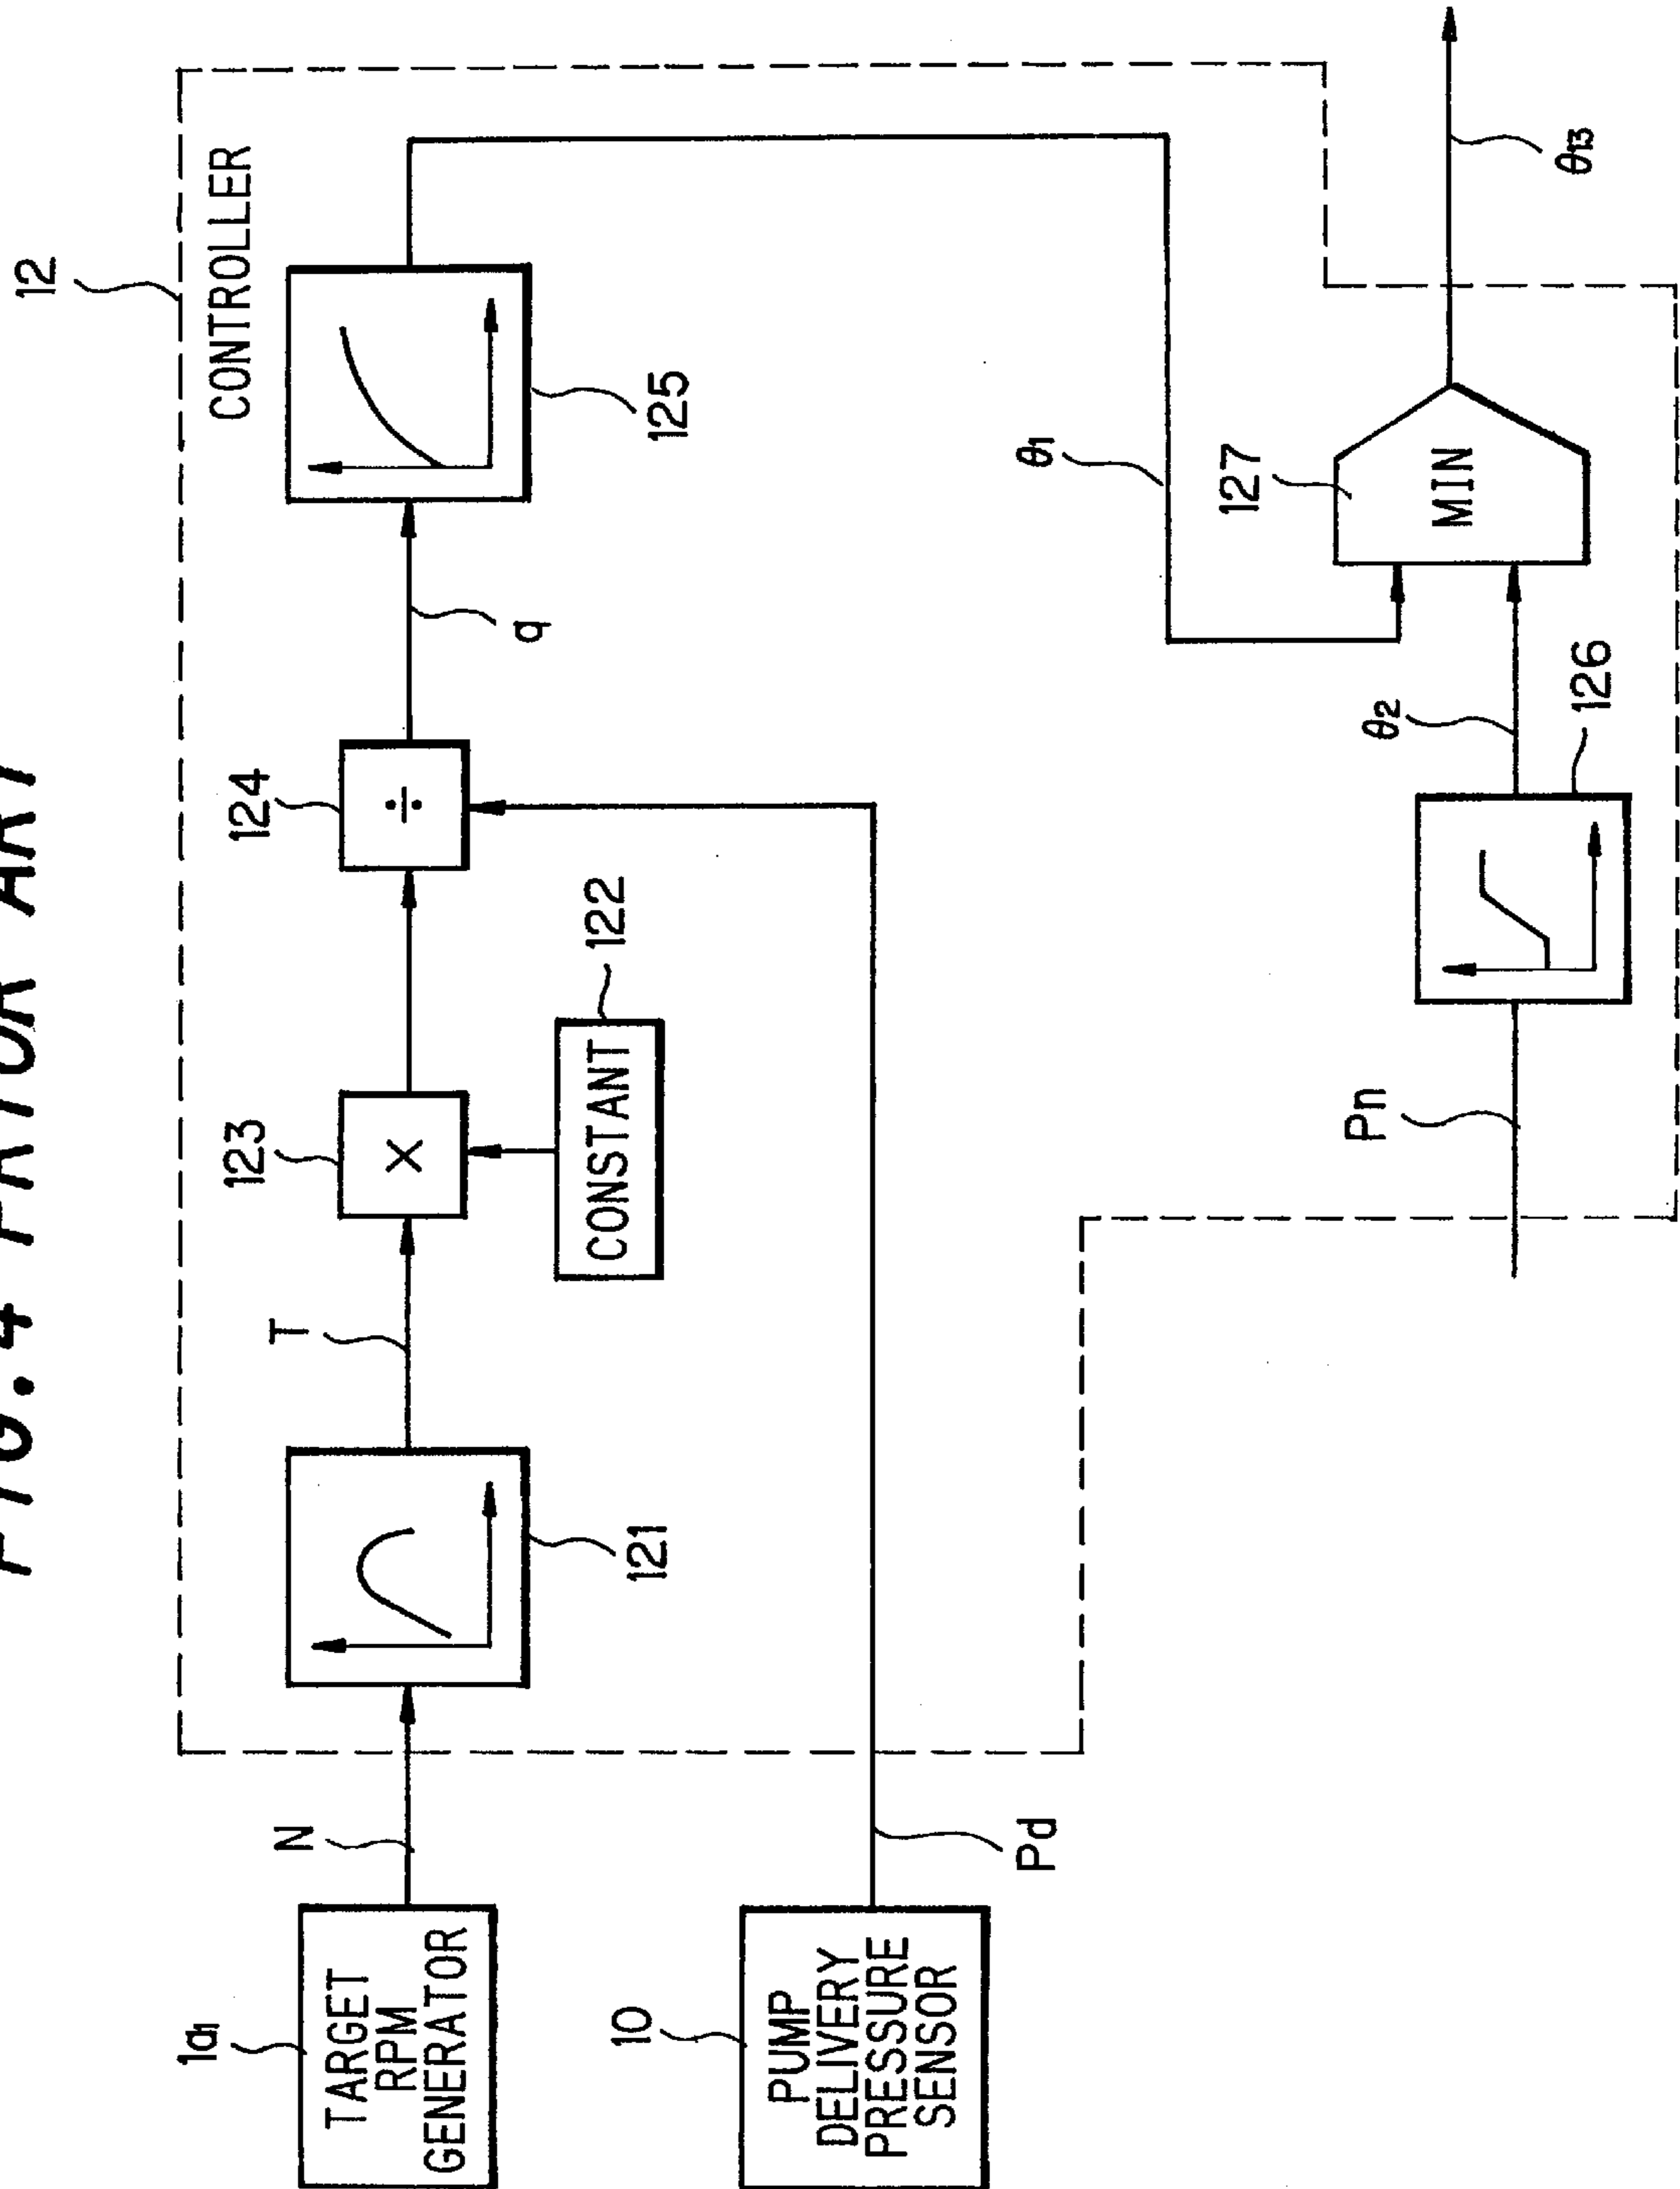 FIG. 4 PRIOR ART
12
CONTROLLER
1a1
TARGET
RPM
GENERATOR
N
121
T
123
×
CONSTANT
122
124
÷
q
125
10
PUMP
DELIVERY
PRESSURE
SENSOR
Pd
θ1
127
MIN
θ13
Pn
θ2
126